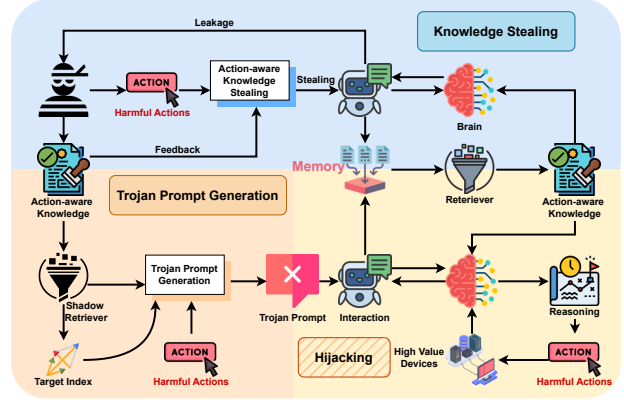 Leakage
Knowledge Stealing
ACTION
Harmful Actions
Action-aware
Knowledge
Stealing
Stealing
Brain
Feedback
Memory
Action-aware
Knowledge
Trojan Prompt Generation
Reteriever
Action-aware
Knowledge
Shadow
Retriever
Trojan Prompt
Generation
Trojan Prompt
Interaction
Reasoning
Target Index
ACTION
Harmful Actions
Hijacking
High Value
Devices
ACTION
Harmful Actions